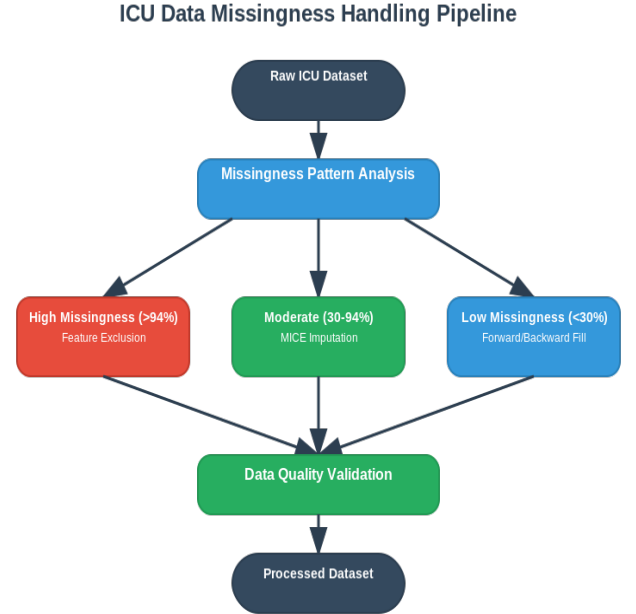 ICU Data Missingness Handling Pipeline
Raw ICU Dataset
Missingness Pattern Analysis
High Missingness (>94%)
Feature Exclusion
Moderate (30-94%)
MICE Imputation
Low Missingness (<30%)
Forward/Backward Fill
Data Quality Validation
Processed Dataset